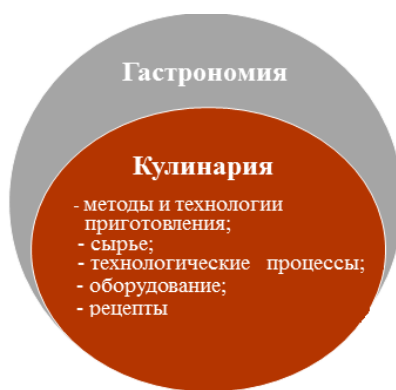 Гастрономия
Кулинария
- методы и технологии
приготовления;
- сырье;
- технологические процессы;
- оборудование;
- рецепты